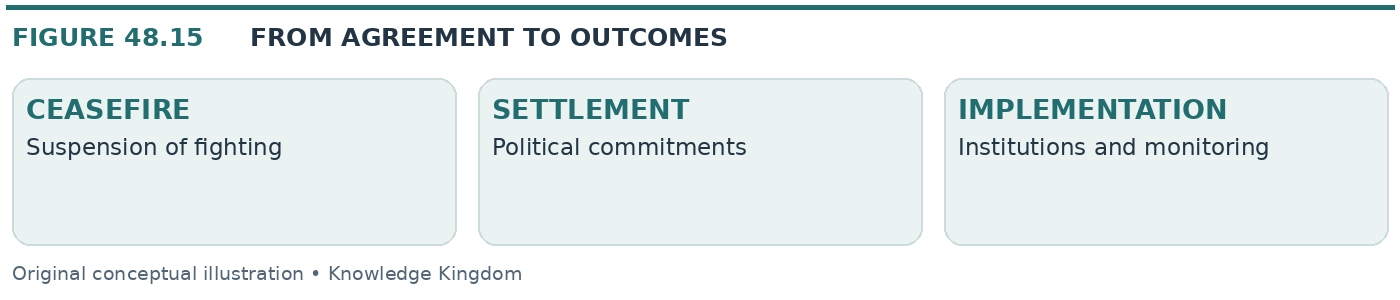 FIGURE 48.15 FROM AGREEMENT TO OUTCOMES
CEASEFIRE
Suspension of fighting
SETTLEMENT
Political commitments
IMPLEMENTATION
Institutions and monitoring
Original conceptual illustration • Knowledge Kingdom